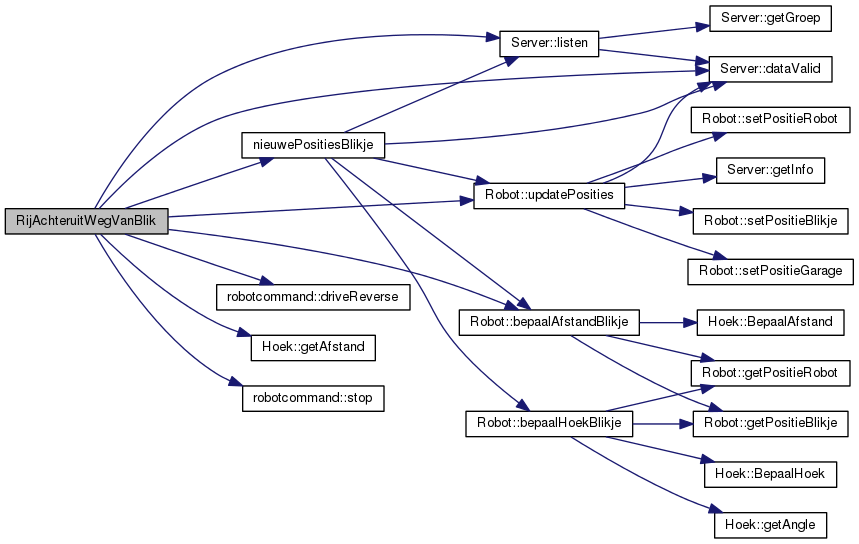 Server::getGroep
Server::listen
Server::dataValid
Robot::setPositieRobot
nieuwePositiesBlikje
Server::getInfo
Robot::updatePosities
RijAchteruitWegVanBlik
Robot::setPositieBlikje
Robot::setPositieGarage
robotcommand::driveReverse
Robot::bepaalAfstandBlikje
Hoek::BepaalAfstand
Hoek::getAfstand
Robot::getPositieRobot
robotcommand::stop
Robot::bepaalHoekBlikje
Robot::getPositieBlikje
Hoek::BepaalHoek
Hoek::getAngle